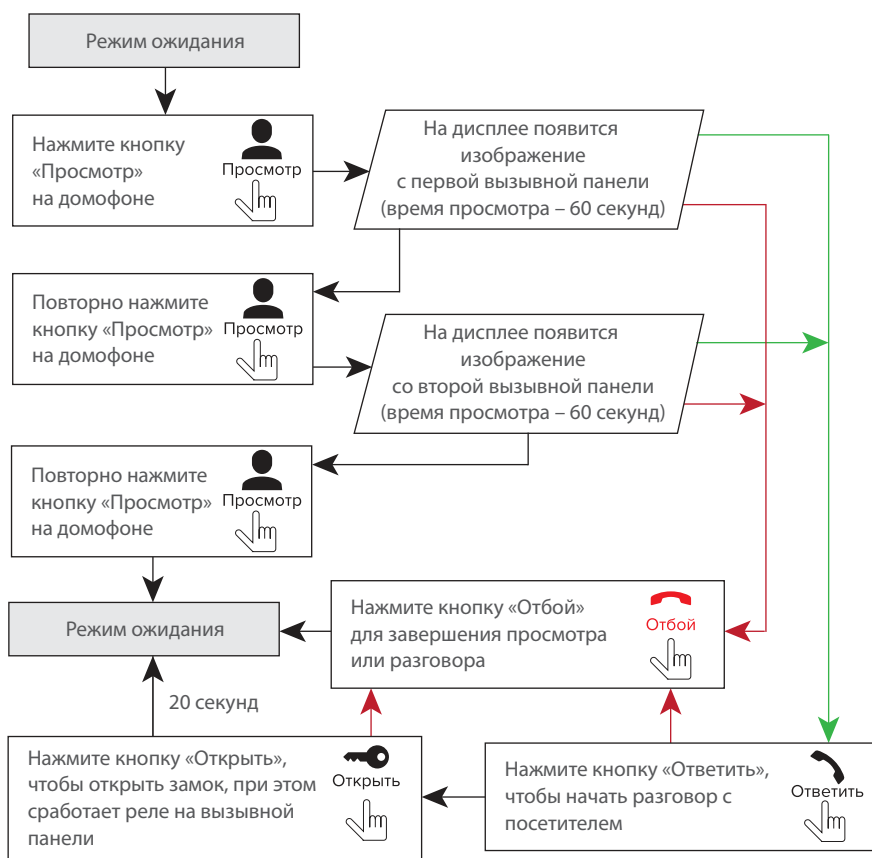 Режим ожидания
Нажмите кнопку
«Просмотр»
на домофоне
Просмотр
На дисплее появится
изображение
с первой вызывной панели
(время просмотра – 60 секунд)
Повторно нажмите
кнопку «Просмотр»
на домофоне
Просмотр
На дисплее появится
изображение
со второй вызывной панели
(время просмотра – 60 секунд)
Повторно нажмите
кнопку «Просмотр»
на домофоне
Просмотр
Режим ожидания
Нажмите кнопку «Отбой»
для завершения просмотра
или разговора
Отбой
20 секунд
Нажмите кнопку «Открыть»,
чтобы открыть замок, при этом
сработает реле на вызывной
панели
Открыть
Нажмите кнопку «Ответить»,
чтобы начать разговор с
посетителем
Ответить